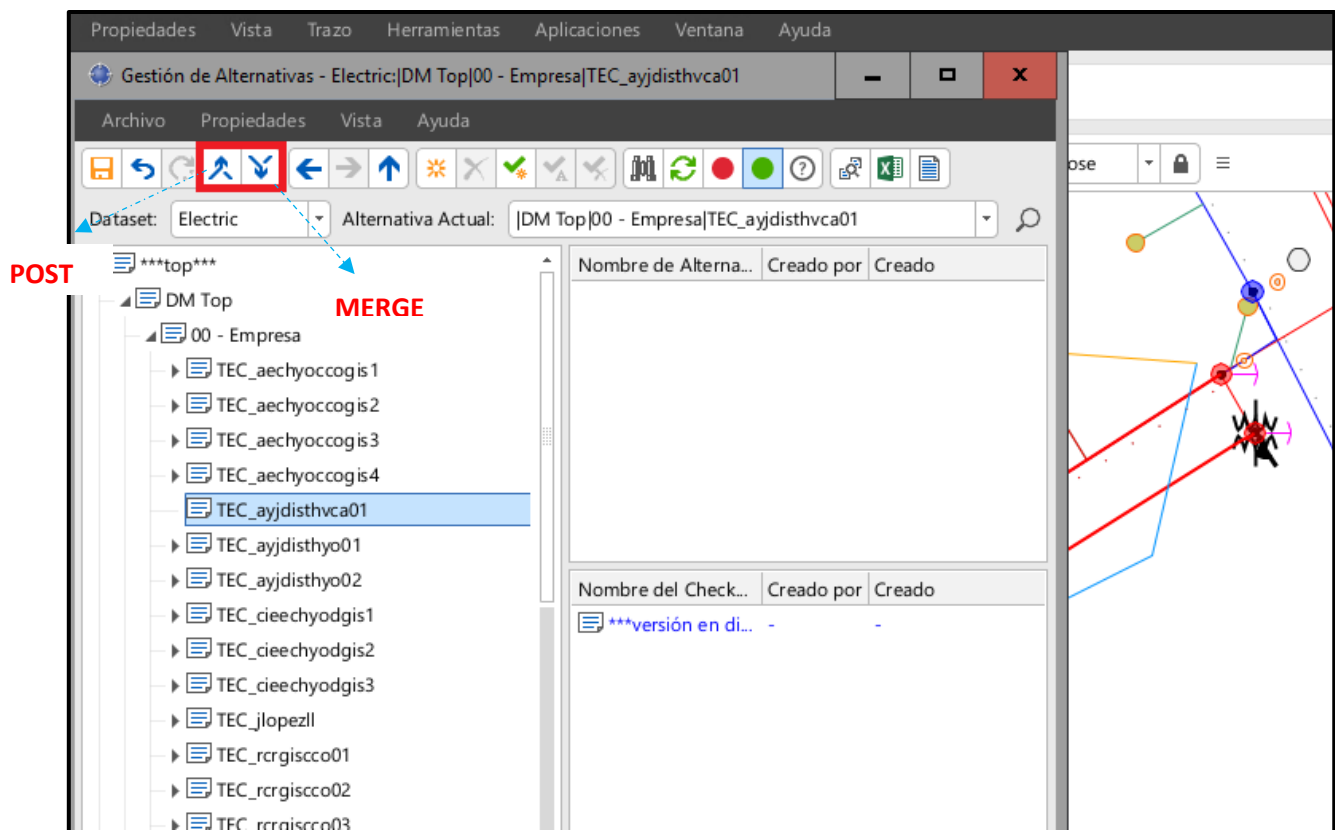 Propiedades Vista Trazo Herramientas Aplicaciones Ventana Ayuda
Gestión de Alternativas - Electric:|DM Top|00 - Empresa|TEC_ayjdisthvca01
Archivo Propiedades Vista Ayuda
ose
Dataset: Electric Alternativa Actual: |DM Top|00 - Empresa|TEC_ayjdisthvca01
POST
MERGE
***top***
DM Top
00 - Empresa
TEC_aechyoccogis1
TEC_aechyoccogis2
TEC_aechyoccogis3
TEC_aechyoccogis4
TEC_ayjdisthvca01
TEC_ayjdisthyo01
TEC_ayjdisthyo02
TEC_cieechyodgis1
TEC_cieechyodgis2
TEC_cieechyodgis3
TEC_jlopezll
TEC_rcrgiscco01
TEC_rcrgiscco02
TEC_rcrgiscco03
Nombre de Alterna... Creado por Creado
Nombre del Check... Creado por Creado
***versión en di... - -